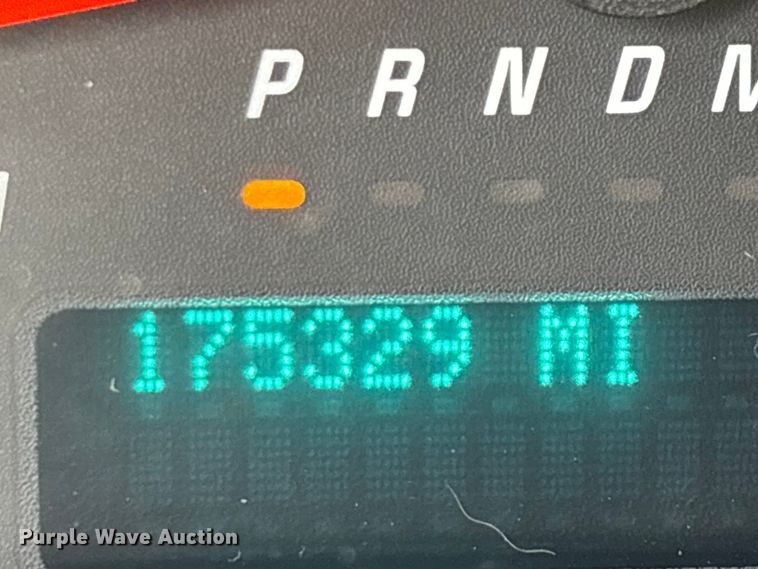 P R N D M
175329 MI
Purple Wave Auction